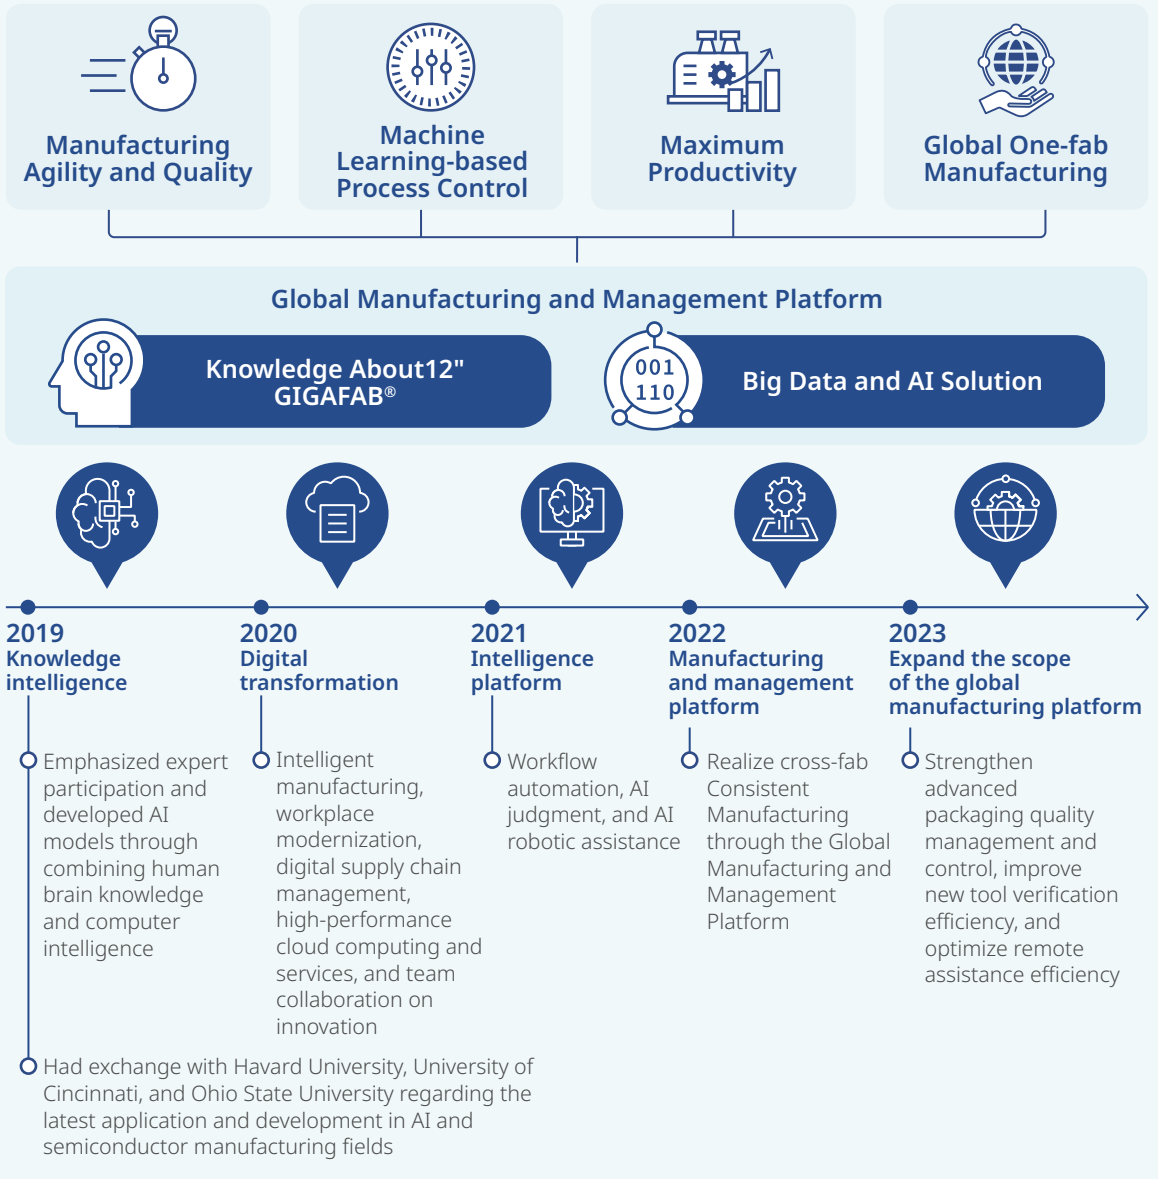 Manufacturing
Agility and Quality
Machine
Learning-based
Process Control
Maximum
Productivity
Global One-fab
Manufacturing
Global Manufacturing and Management Platform
Knowledge About12"
GIGAFAB®
001
110
Big Data and AI Solution
2019
Knowledge
intelligence
Emphasized expert
participation and
developed AI
models through
combining human
brain knowledge
and computer
intelligence
Had exchange with Havard University, University of
Cincinnati, and Ohio State University regarding the
latest application and development in AI and
semiconductor manufacturing fields
2020
Digital
transformation
Intelligent
manufacturing,
workplace
modernization,
digital supply chain
management,
high-performance
cloud computing and
services, and team
collaboration on
innovation
2021
Intelligence
platform
Workflow
automation, AI
judgment, and AI
robotic assistance
2022
Manufacturing
and management
platform
Realize cross-fab
Consistent
Manufacturing
through the Global
Manufacturing and
Management
Platform
2023
Expand the scope
of the global
manufacturing platform
Strengthen
advanced
packaging quality
management and
control, improve
new tool verification
efficiency, and
optimize remote
assistance efficiency